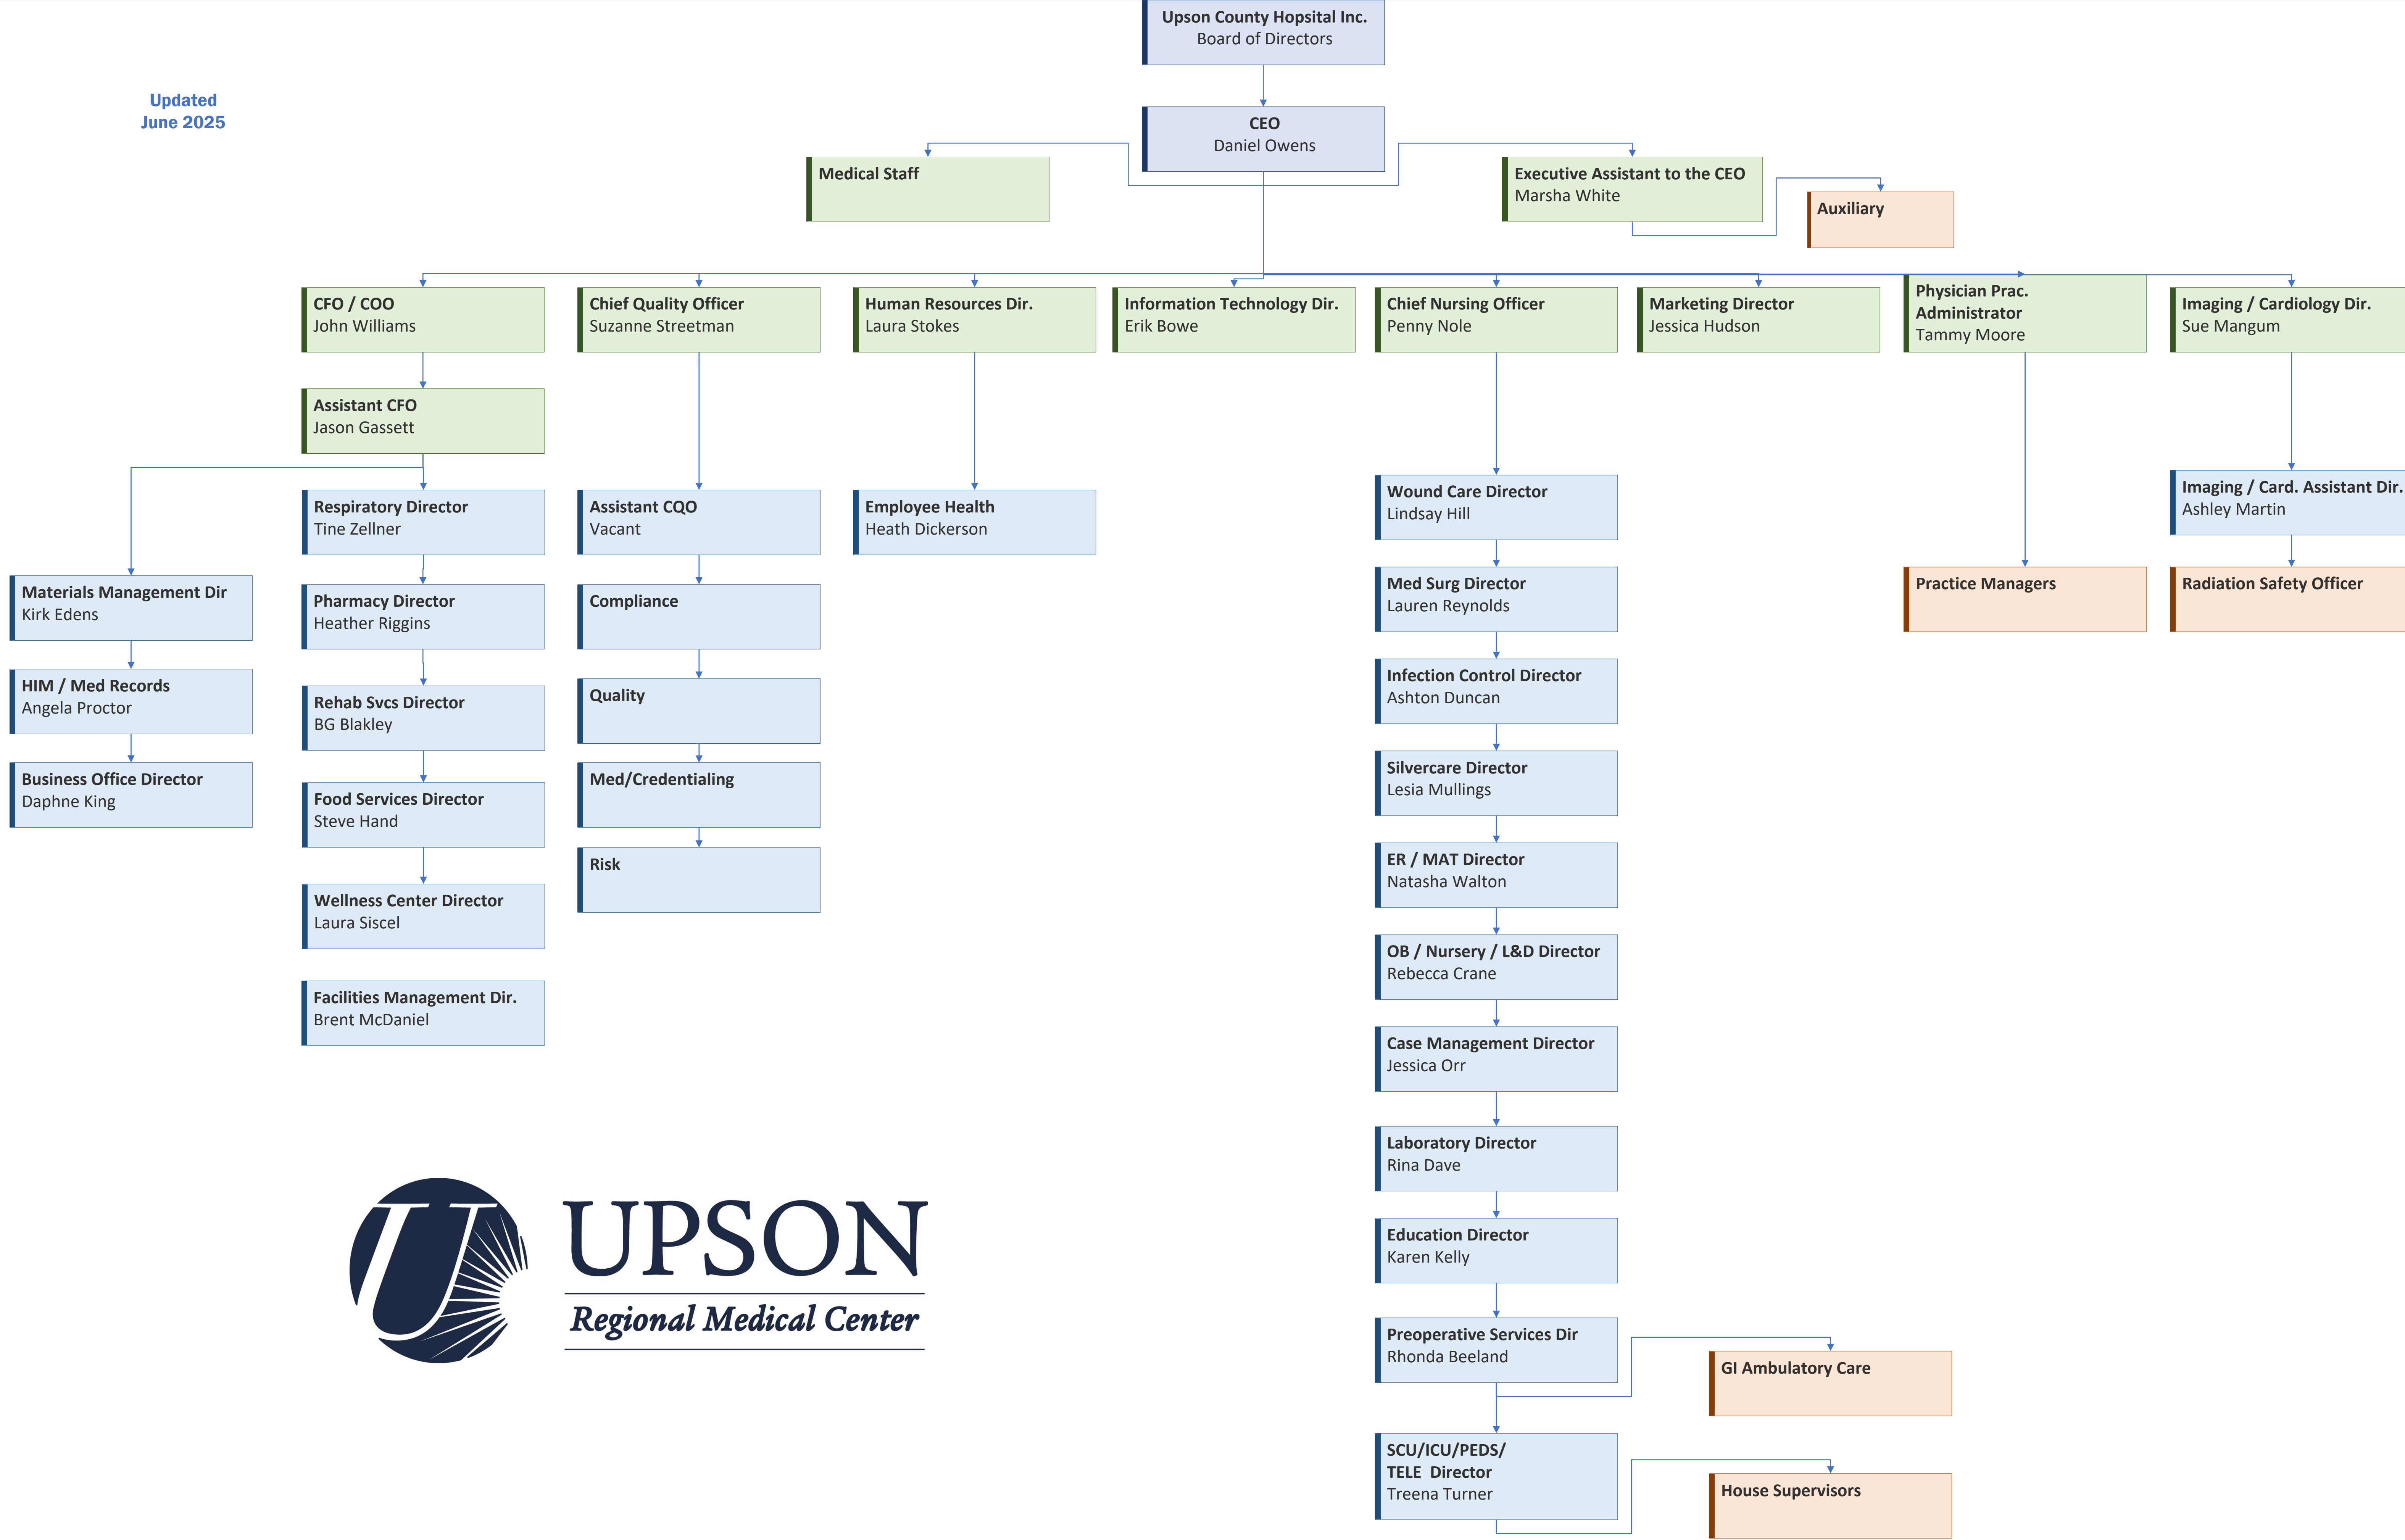 Upson County Hopsital Inc.
Board of Directors
Updated
June 2025
CEO
Daniel Owens
Medical Staff
Executive Assistant to the CEO
Marsha White
Auxiliary
CFO / COO
John Williams
Chief Quality Officer
Suzanne Streetman
Human Resources Dir.
Laura Stokes
Information Technology Dir.
Erik Bowe
Chief Nursing Officer
Penny Nole
Marketing Director
Jessica Hudson
Physician Prac.
Administrator
Tammy Moore
Imaging / Cardiology Dir.
Sue Mangum
Assistant CFO
Jason Gassett
Materials Management Dir
Kirk Edens
HIM / Med Records
Angela Proctor
Business Office Director
Daphne King
Respiratory Director
Tine Zellner
Pharmacy Director
Heather Riggins
Rehab Svcs Director
BG Blakley
Food Services Director
Steve Hand
Wellness Center Director
Laura Siscel
Facilities Management Dir.
Brent McDaniel
Assistant CQO
Vacant
Compliance
Quality
Med/Credentialing
Risk
Employee Health
Heath Dickerson
Wound Care Director
Lindsay Hill
Med Surg Director
Lauren Reynolds
Infection Control Director
Ashton Duncan
Silvercare Director
Lesia Mullings
ER / MAT Director
Natasha Walton
OB / Nursery / L&D Director
Rebecca Crane
Case Management Director
Jessica Orr
Laboratory Director
Rina Dave
Education Director
Karen Kelly
Preoperative Services Dir
Rhonda Beeland
GI Ambulatory Care
SCU/ICU/PEDS/
TELE  Director
Treena Turner
House Supervisors
Practice Managers
Imaging / Card. Assistant Dir.
Ashley Martin
Radiation Safety Officer
U
UPSON
Regional Medical Center